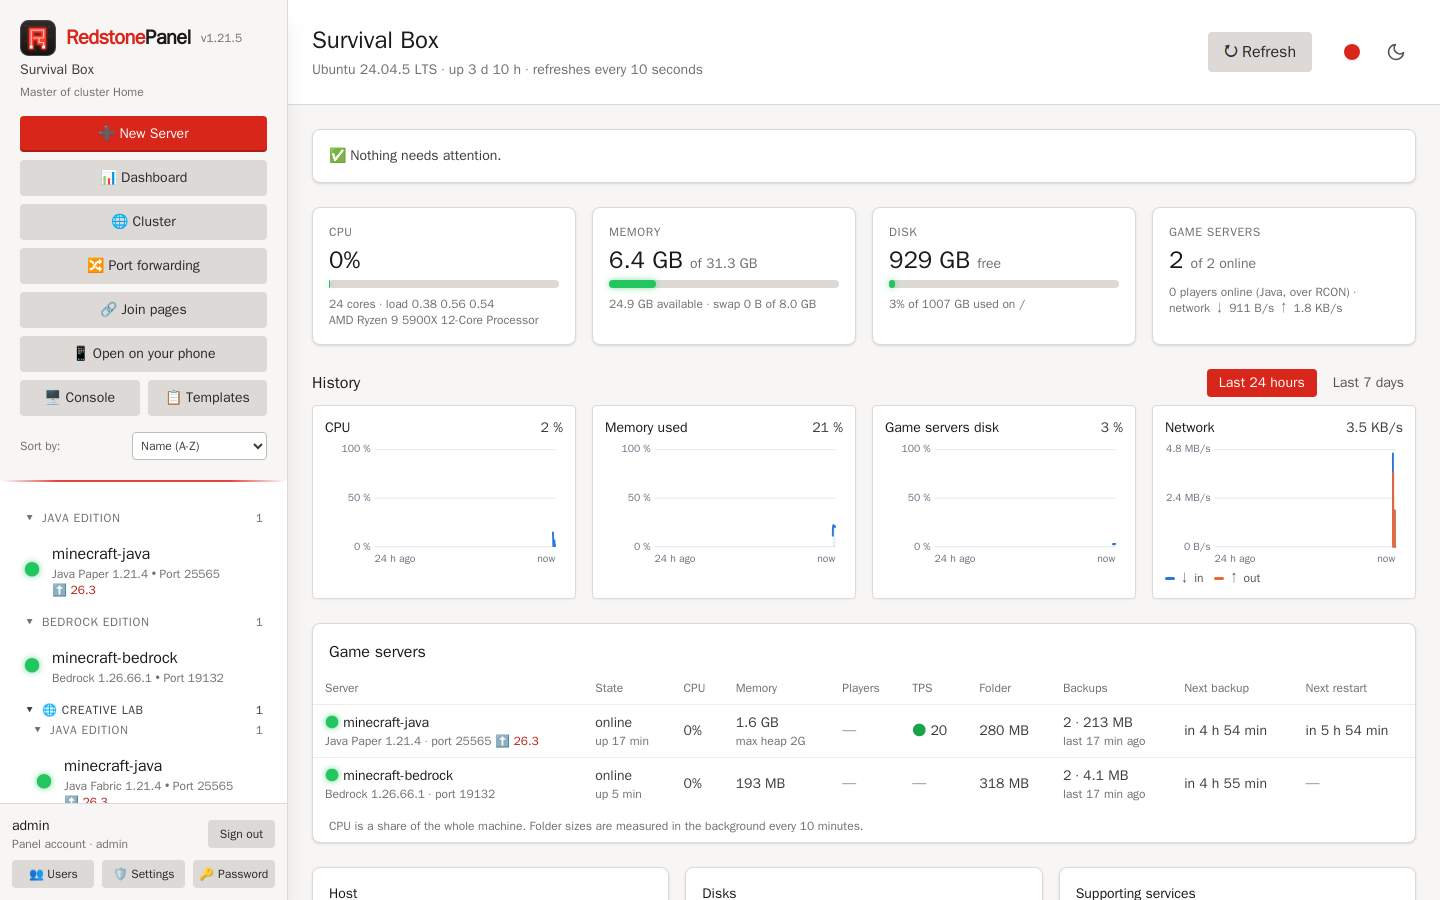 RedstonePanel v1.21.5
Survival Box
Master of cluster Home
➕ New Server
📊 Dashboard
🌐 Cluster
🔀 Port forwarding
🔗 Join pages
📱 Open on your phone
🖥️ Console
📋 Templates
Sort by: Name (A-Z)
▼ JAVA EDITION 1
minecraft-java
Java Paper 1.21.4 • Port 25565
⬆️ 26.3
▼ BEDROCK EDITION 1
minecraft-bedrock
Bedrock 1.26.66.1 • Port 19132
▼ 🌐 CREATIVE LAB 1
▼ JAVA EDITION 1
minecraft-java
Java Fabric 1.21.4 • Port 25565
⬆️ 26.3
admin
Panel account · admin
Sign out
👥 Users
🛡️ Settings
🔑 Password
Survival Box
Ubuntu 24.04.5 LTS · up 3 d 10 h · refreshes every 10 seconds
↻ Refresh
✅ Nothing needs attention.
CPU
0%
24 cores · load 0.38 0.56 0.54
AMD Ryzen 9 5900X 12-Core Processor
MEMORY
6.4 GB of 31.3 GB
24.9 GB available · swap 0 B of 8.0 GB
DISK
929 GB free
3% of 1007 GB used on /
GAME SERVERS
2 of 2 online
0 players online (Java, over RCON) ·
network ↓ 911 B/s ↑ 1.8 KB/s
History
Last 24 hours
Last 7 days
CPU 2 %
100 %
50 %
0 %
24 h ago now
Memory used 21 %
100 %
50 %
0 %
24 h ago now
Game servers disk 3 %
100 %
50 %
0 %
24 h ago now
Network 3.5 KB/s
4.8 MB/s
2.4 MB/s
0 B/s
24 h ago now
↓ in ↑ out
Game servers
Server State CPU Memory Players TPS Folder Backups Next backup Next restart
minecraft-java online 0% 1.6 GB — 20 280 MB 2 · 213 MB in 4 h 54 min in 5 h 54 min
Java Paper 1.21.4 · port 25565 ⬆️ 26.3 up 17 min max heap 2G last 17 min ago
minecraft-bedrock online 0% 193 MB — — 318 MB 2 · 4.1 MB in 4 h 55 min —
Bedrock 1.26.66.1 · port 19132 up 5 min last 17 min ago
CPU is a share of the whole machine. Folder sizes are measured in the background every 10 minutes.
Host
Disks
Supporting services